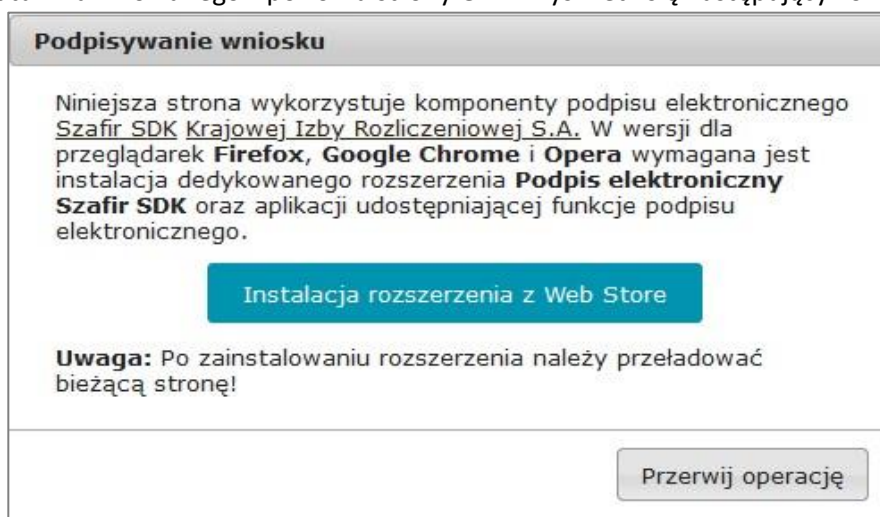 Podpisywanie wniosku
Niniejsza strona wykorzystuje komponenty podpisu elektronicznego
Szafir SDK Krajowej Izby Rozliczeniowej S.A. W wersji dla
przeglądarek Firefox, Google Chrome i Opera wymagana jest
instalacja dedykowanego rozszerzenia Podpis elektroniczny
Szafir SDK oraz aplikacji udostępniającej funkcje podpisu
elektronicznego.
Instalacja rozszerzenia z Web Store
Uwaga: Po zainstalowaniu rozszerzenia należy przeładować
bieżącą stronę!
Przerwij operację